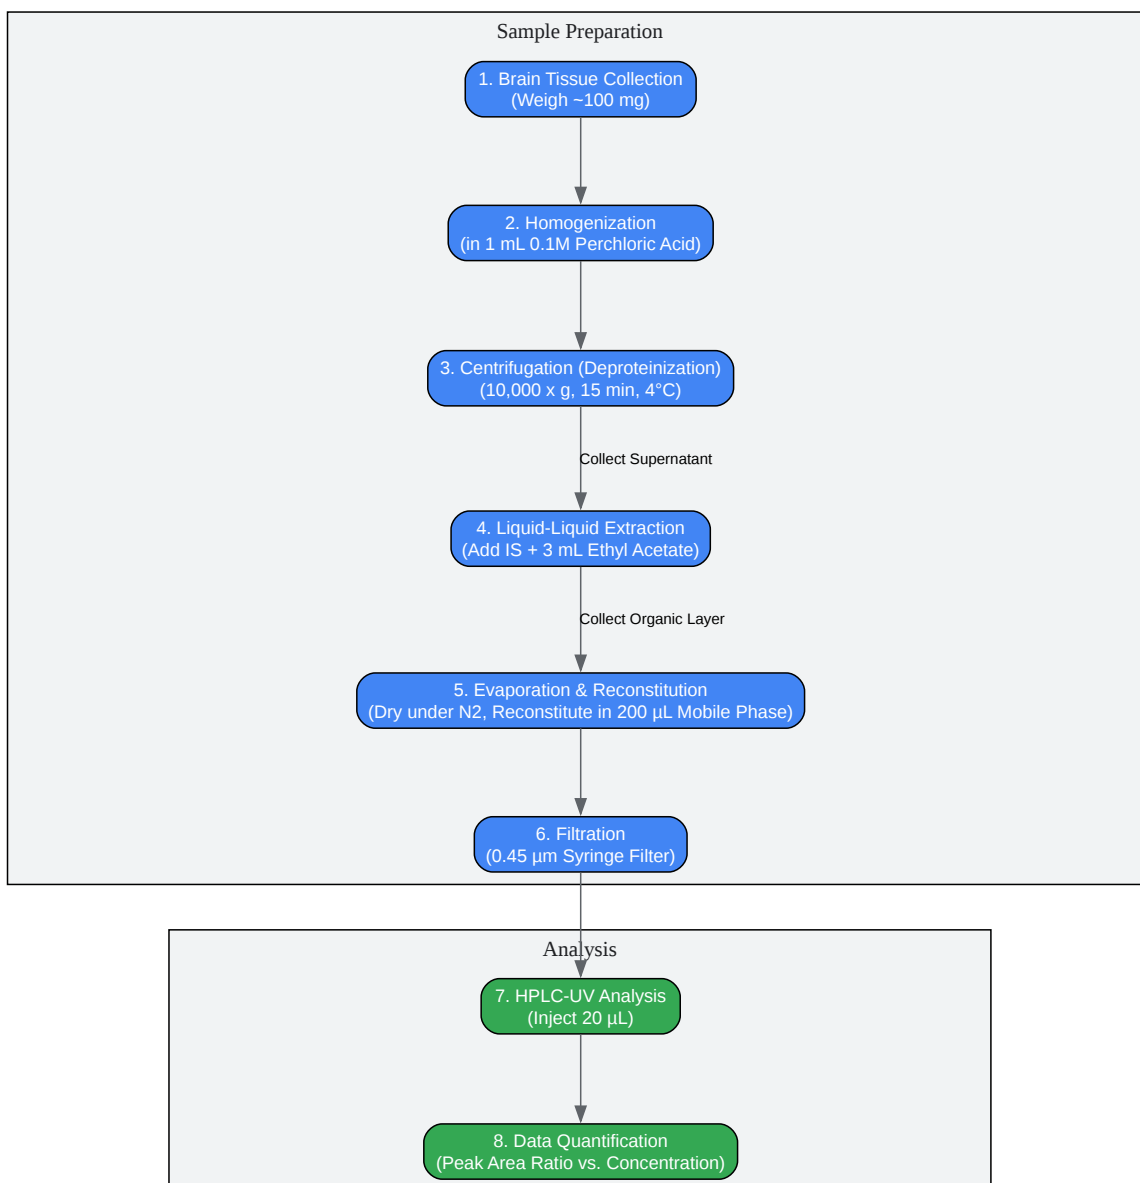 Sample Preparation
1. Brain Tissue Collection
(Weigh ~100 mg)
2. Homogenization
(in 1 mL 0.1M Perchloric Acid)
3. Centrifugation (Deproteinization)
(10,000 x g, 15 min, 4°C)
Collect Supernatant
4. Liquid-Liquid Extraction
(Add IS + 3 mL Ethyl Acetate)
Collect Organic Layer
5. Evaporation & Reconstitution
(Dry under N2, Reconstitute in 200 µL Mobile Phase)
6. Filtration
(0.45 µm Syringe Filter)
Analysis
7. HPLC-UV Analysis
(Inject 20 µL)
8. Data Quantification
(Peak Area Ratio vs. Concentration)